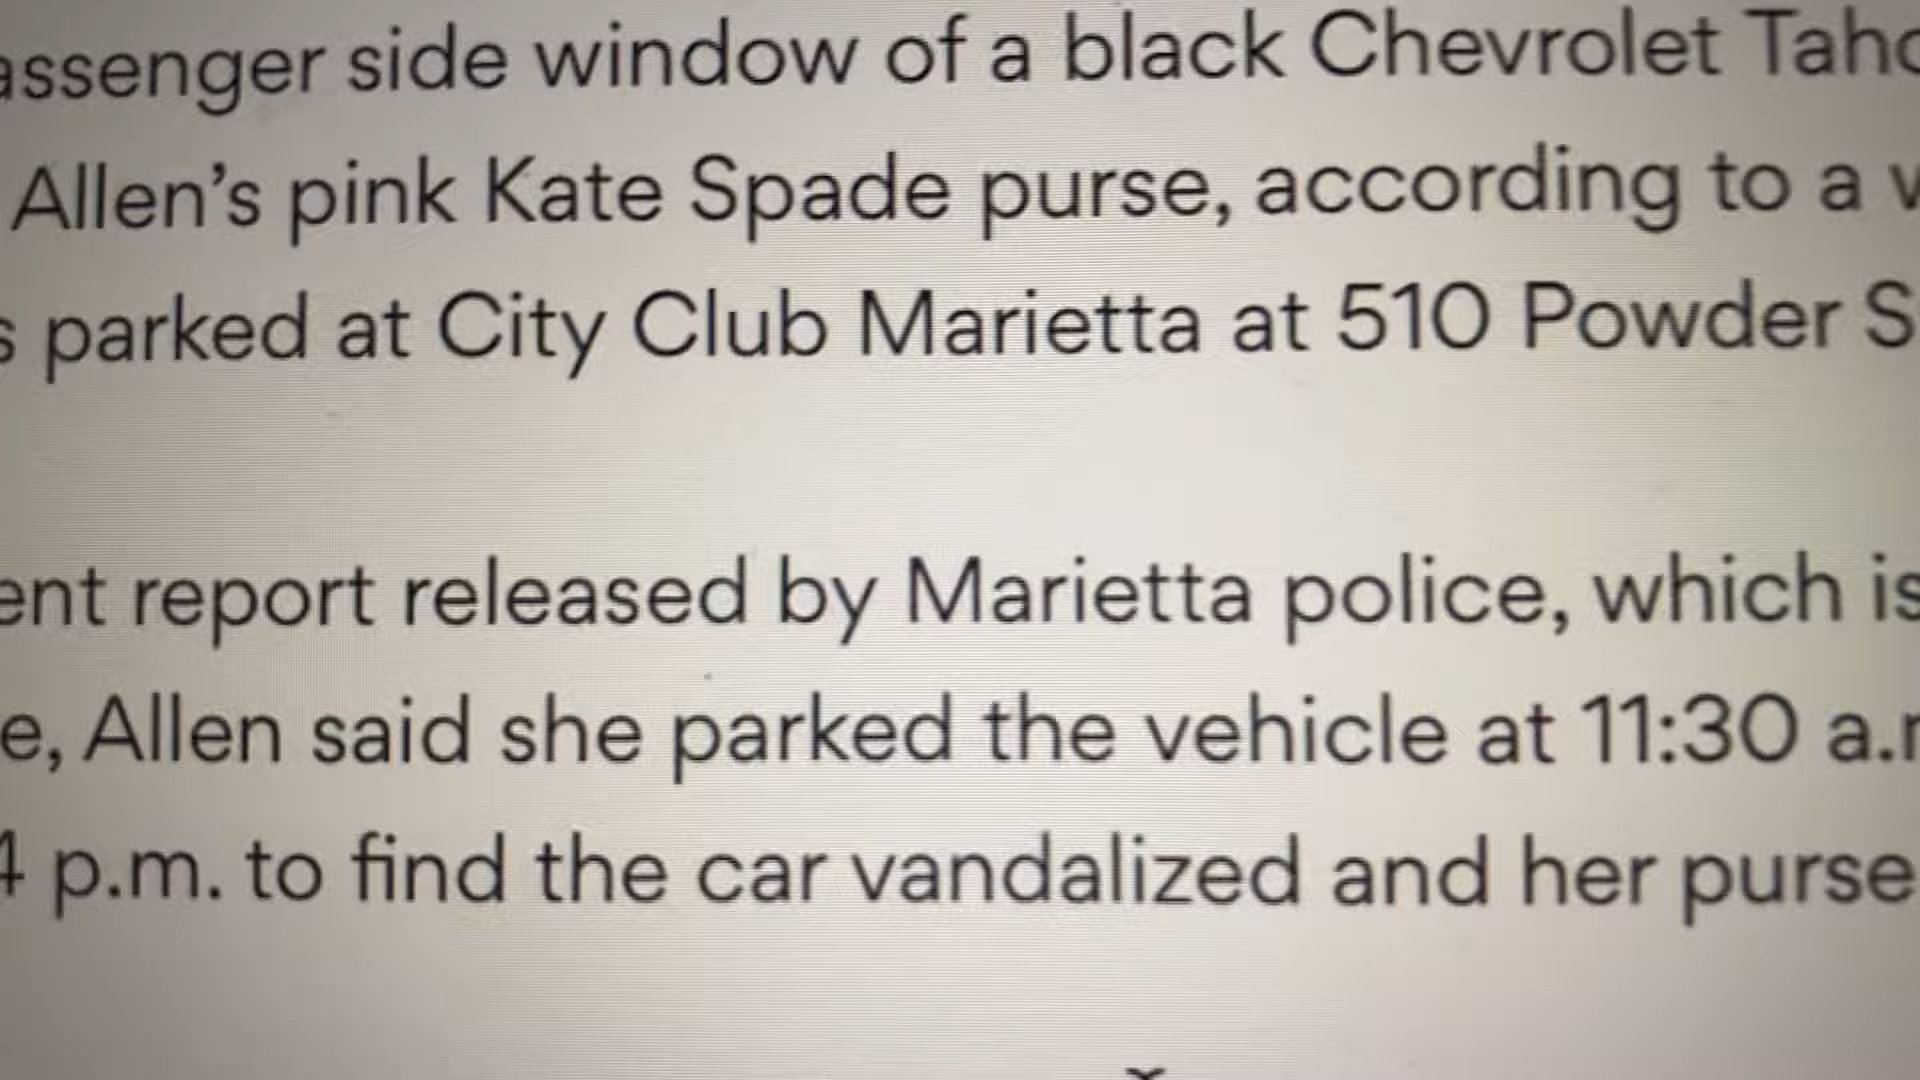 assenger side window of a black Chevrolet Taho
Allen's pink Kate Spade purse, according to a w
s parked at City Club Marietta at 510 Powder S
ent report released by Marietta police, which is
e, Allen said she parked the vehicle at 11:30 a.
4 p.m. to find the car vandalized and her purse